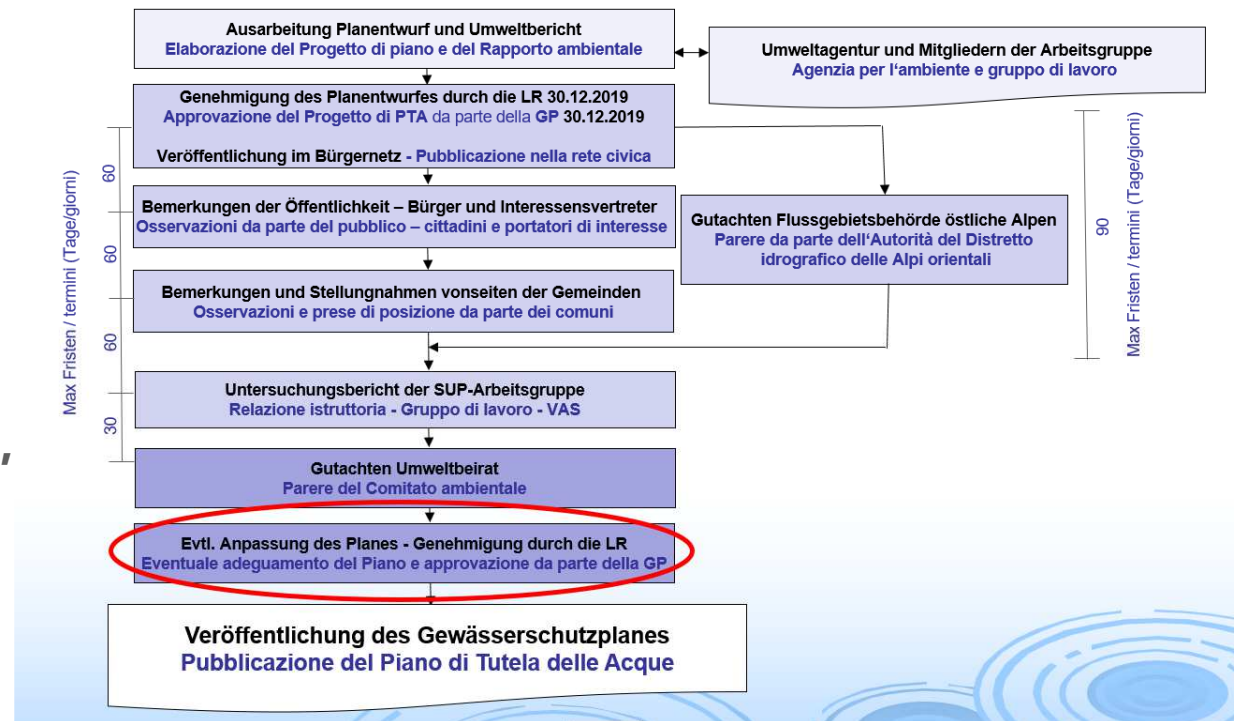 Ausarbeitung Planentwurf und Umweltbericht
Elaborazione del Progetto di piano e del Rapporto ambientale
Umweltagentur und Mitgliedern der Arbeitsgruppe
Agenzia per l'ambiente e gruppo di lavoro
Genehmigung des Planentwurfes durch die LR 30.12.2019
Approvazione del Progetto di PTA da parte della GP 30.12.2019
Veröffentlichung im Bürgernetz - Pubblicazione nella rete civica
Bemerkungen der Öffentlichkeit – Bürger und Interessensvertreter
Osservazioni da parte del pubblico – cittadini e portatori di interesse
Gutachten Flussgebietsbehörde östliche Alpen
Parere da parte dell'Autorità del Distretto
idrografico delle Alpi orientali
Bemerkungen und Stellungnahmen vonseiten der Gemeinden
Osservazioni e prese di posizione da parte dei comuni
Untersuchungsbericht der SUP-Arbeitsgruppe
Relazione istruttoria - Gruppo di lavoro - VAS
Gutachten Umweltbeirat
Parere del Comitato ambientale
Evtl. Anpassung des Planes - Genehmigung durch die LR
Eventuale adeguamento del Piano e approvazione da parte della GP
Veröffentlichung des Gewässerschutzplanes
Pubblicazione del Piano di Tutela delle Acque
Max Fristen / termini (Tage/giorni)
60
60
60
30
Max Fristen / termini (Tage/giorni)
90